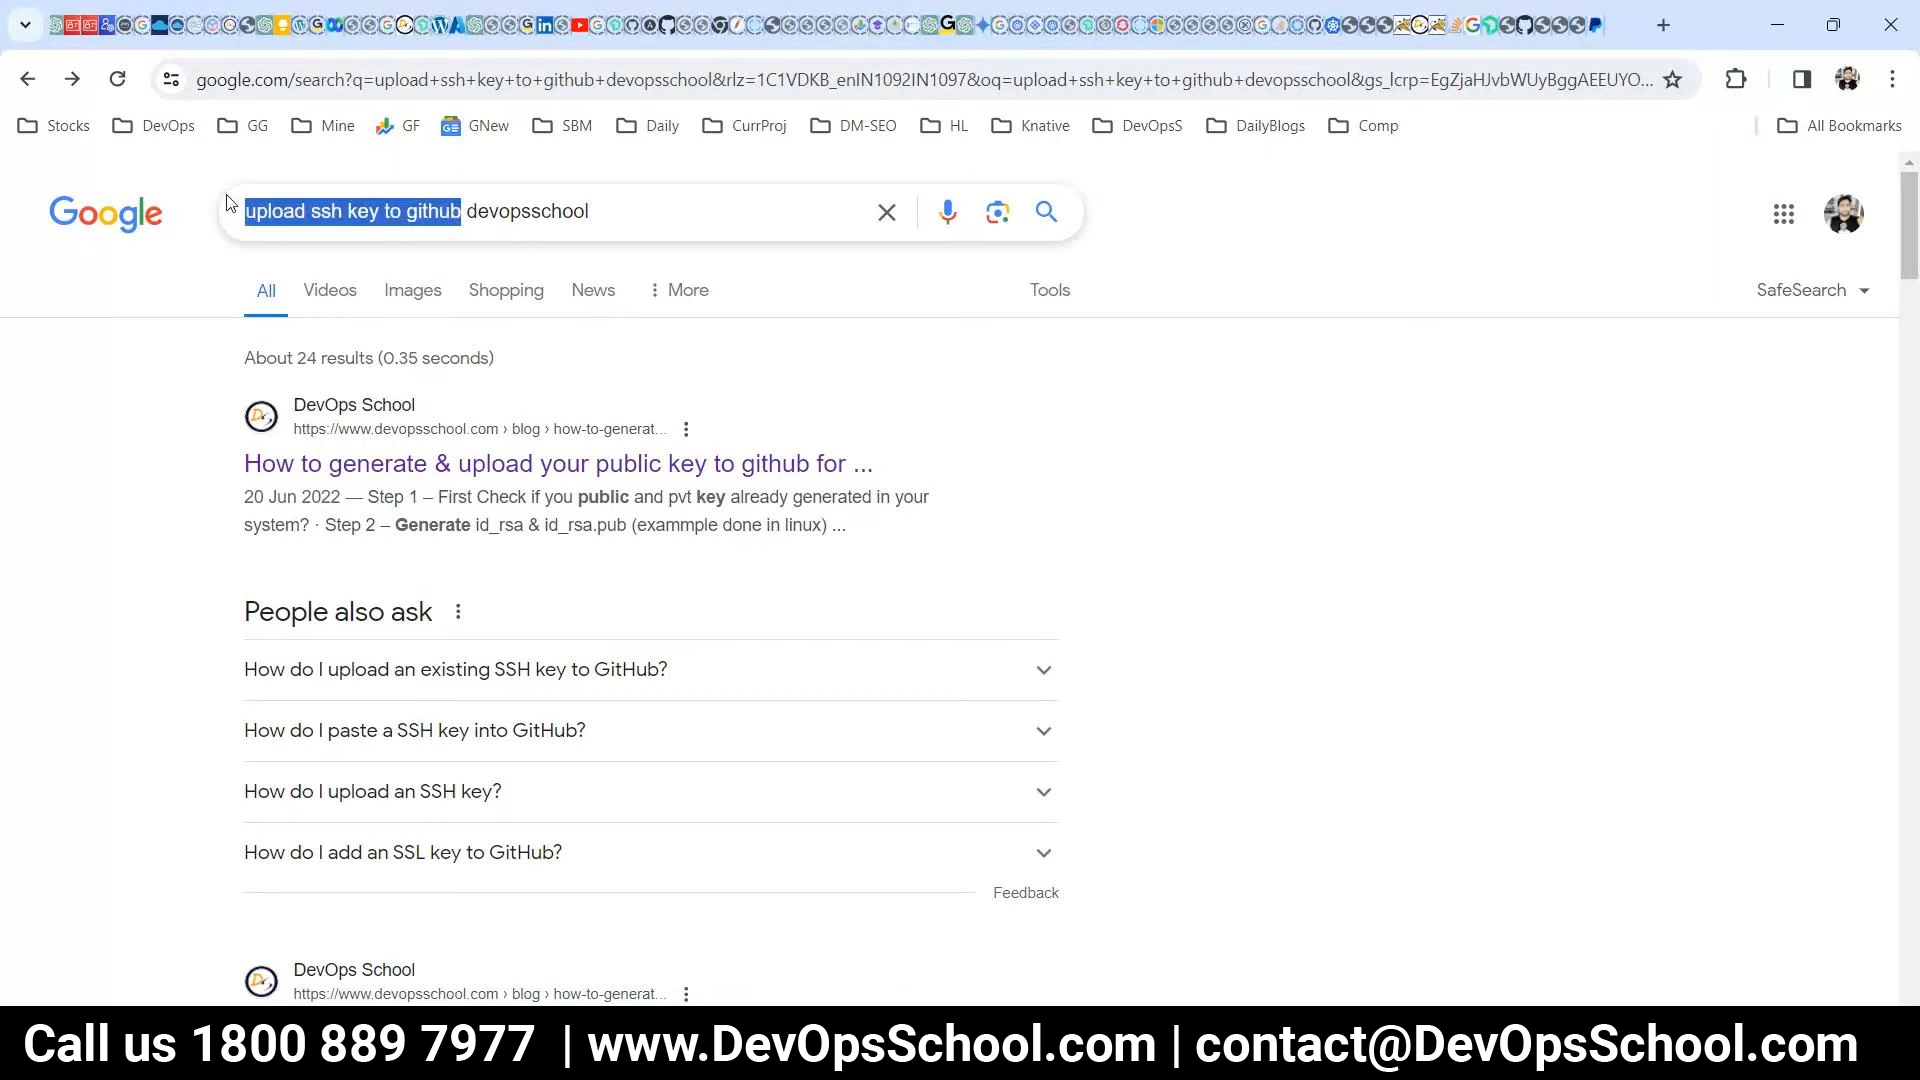 google.com/search?q=upload+ssh+key+to+github+devopsschool&rlz=1C1VDKB_enIN1092IN1097&oq=upload+ssh+key+to+github+devopsschool&gs_lcrp=EgZjaHJvbWUyBggAEEUYO...
Stocks DevOps GG Mine GF GNew SBM Daily CurrProj DM-SEO HL Knative DevOpsS DailyBlogs Comp All Bookmarks
Google upload ssh key to github devopsschool
All Videos Images Shopping News More Tools SafeSearch
About 24 results (0.35 seconds)
DevOps School
https://www.devopsschool.com › blog › how-to-generat...
How to generate & upload your public key to github for ...
20 Jun 2022 — Step 1 – First Check if you public and pvt key already generated in your
system? · Step 2 – Generate id_rsa & id_rsa.pub (exammple done in linux) ...
People also ask
How do I upload an existing SSH key to GitHub?
How do I paste a SSH key into GitHub?
How do I upload an SSH key?
How do I add an SSL key to GitHub?
Feedback
DevOps School
https://www.devopsschool.com › blog › how-to-generat...
Call us 1800 889 7977 | www.DevOpsSchool.com | contact@DevOpsSchool.com